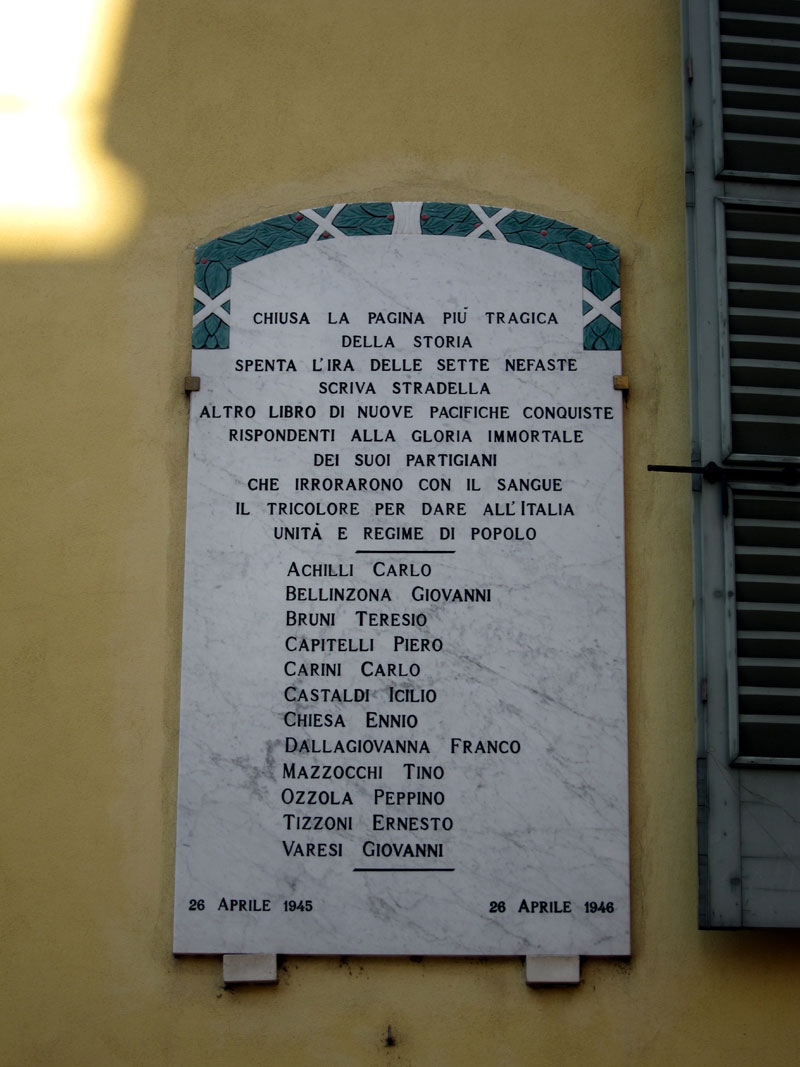 CHIUSA LA PAGINA PIÙ TRAGICA
DELLA STORIA
SPENTA L'IRA DELLE SETTE NEFASTE
SCRIVA STRADELLA
ALTRO LIBRO DI NUOVE PACIFICHE CONQUISTE
RISPONDENTI ALLA GLORIA IMMORTALE
DEI SUOI PARTIGIANI
CHE IRRORARONO CON IL SANGUE
IL TRICOLORE PER DARE ALL'ITALIA
UNITÀ E REGIME DI POPOLO
ACHILLI CARLO
BELLINZONA GIOVANNI
BRUNI TERESIO
CAPITELLI PIERO
CARINI CARLO
CASTALDI ICILIO
CHIESA ENNIO
DALLAGIOVANNA FRANCO
MAZZOCCHI TINO
OZZOLA PEPPINO
TIZZONI ERNESTO
VARESI GIOVANNI
26 APRILE 1945 26 APRILE 1946